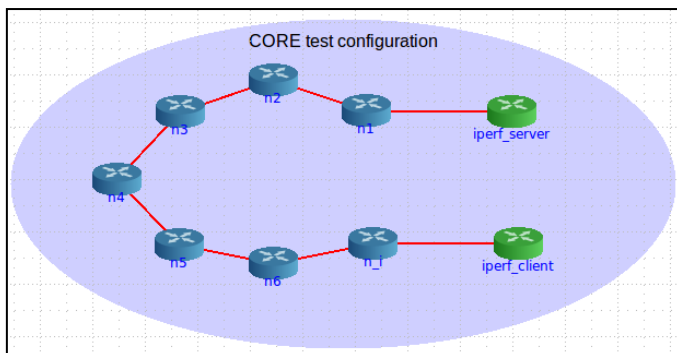 CORE test configuration
n2
n3
n1
iperf_server
n4
n5
n6
n_i
iperf_client